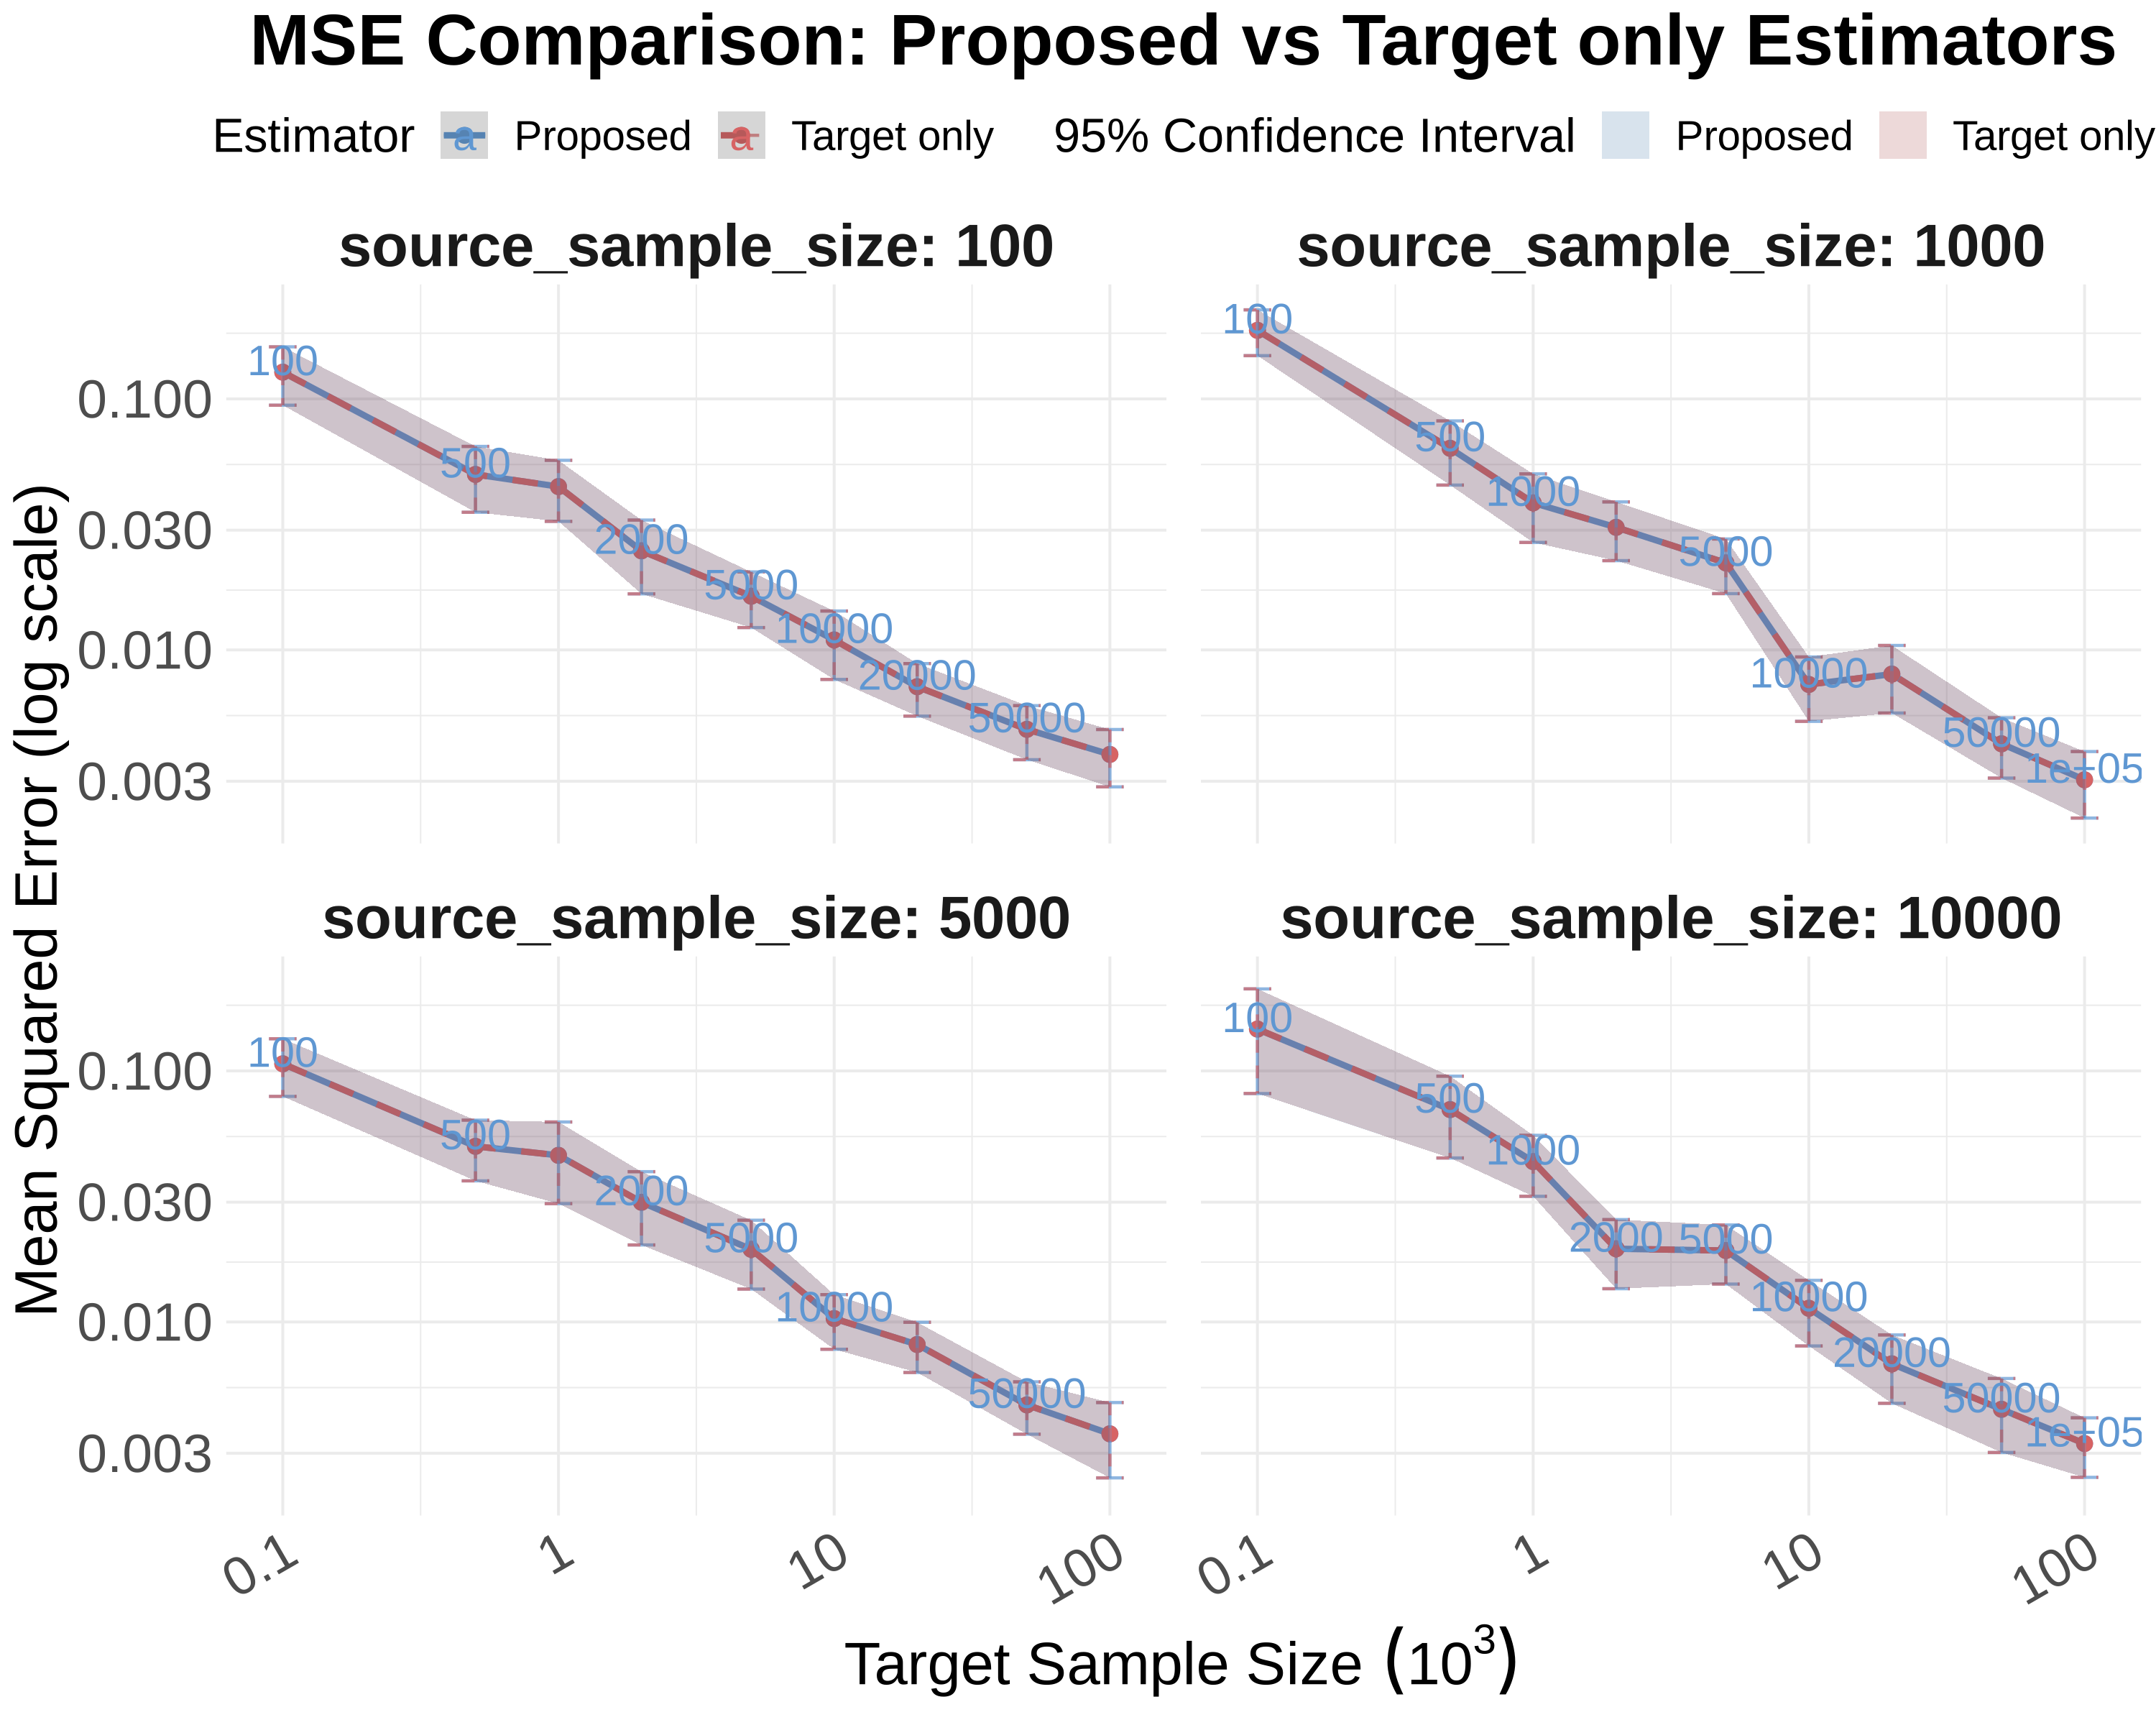 MSE Comparison: Proposed vs Target only Estimators
Estimator a Proposed a Target only 95% Confidence Interval Proposed Target only
source_sample_size: 100 source_sample_size: 1000
100 500 2000 5000 10000 20000 50000
100 500 1000 5000 10000 50000 1e+05
0.100
0.030
0.010
0.003
source_sample_size: 5000 source_sample_size: 10000
100 500 2000 5000 10000 50000
100 500 1000 2000 5000 10000 20000 50000 1e+05
0.100
0.030
0.010
0.003
Mean Squared Error (log scale)
0.1 1 10 100 0.1 1 10 100
Target Sample Size (10³)